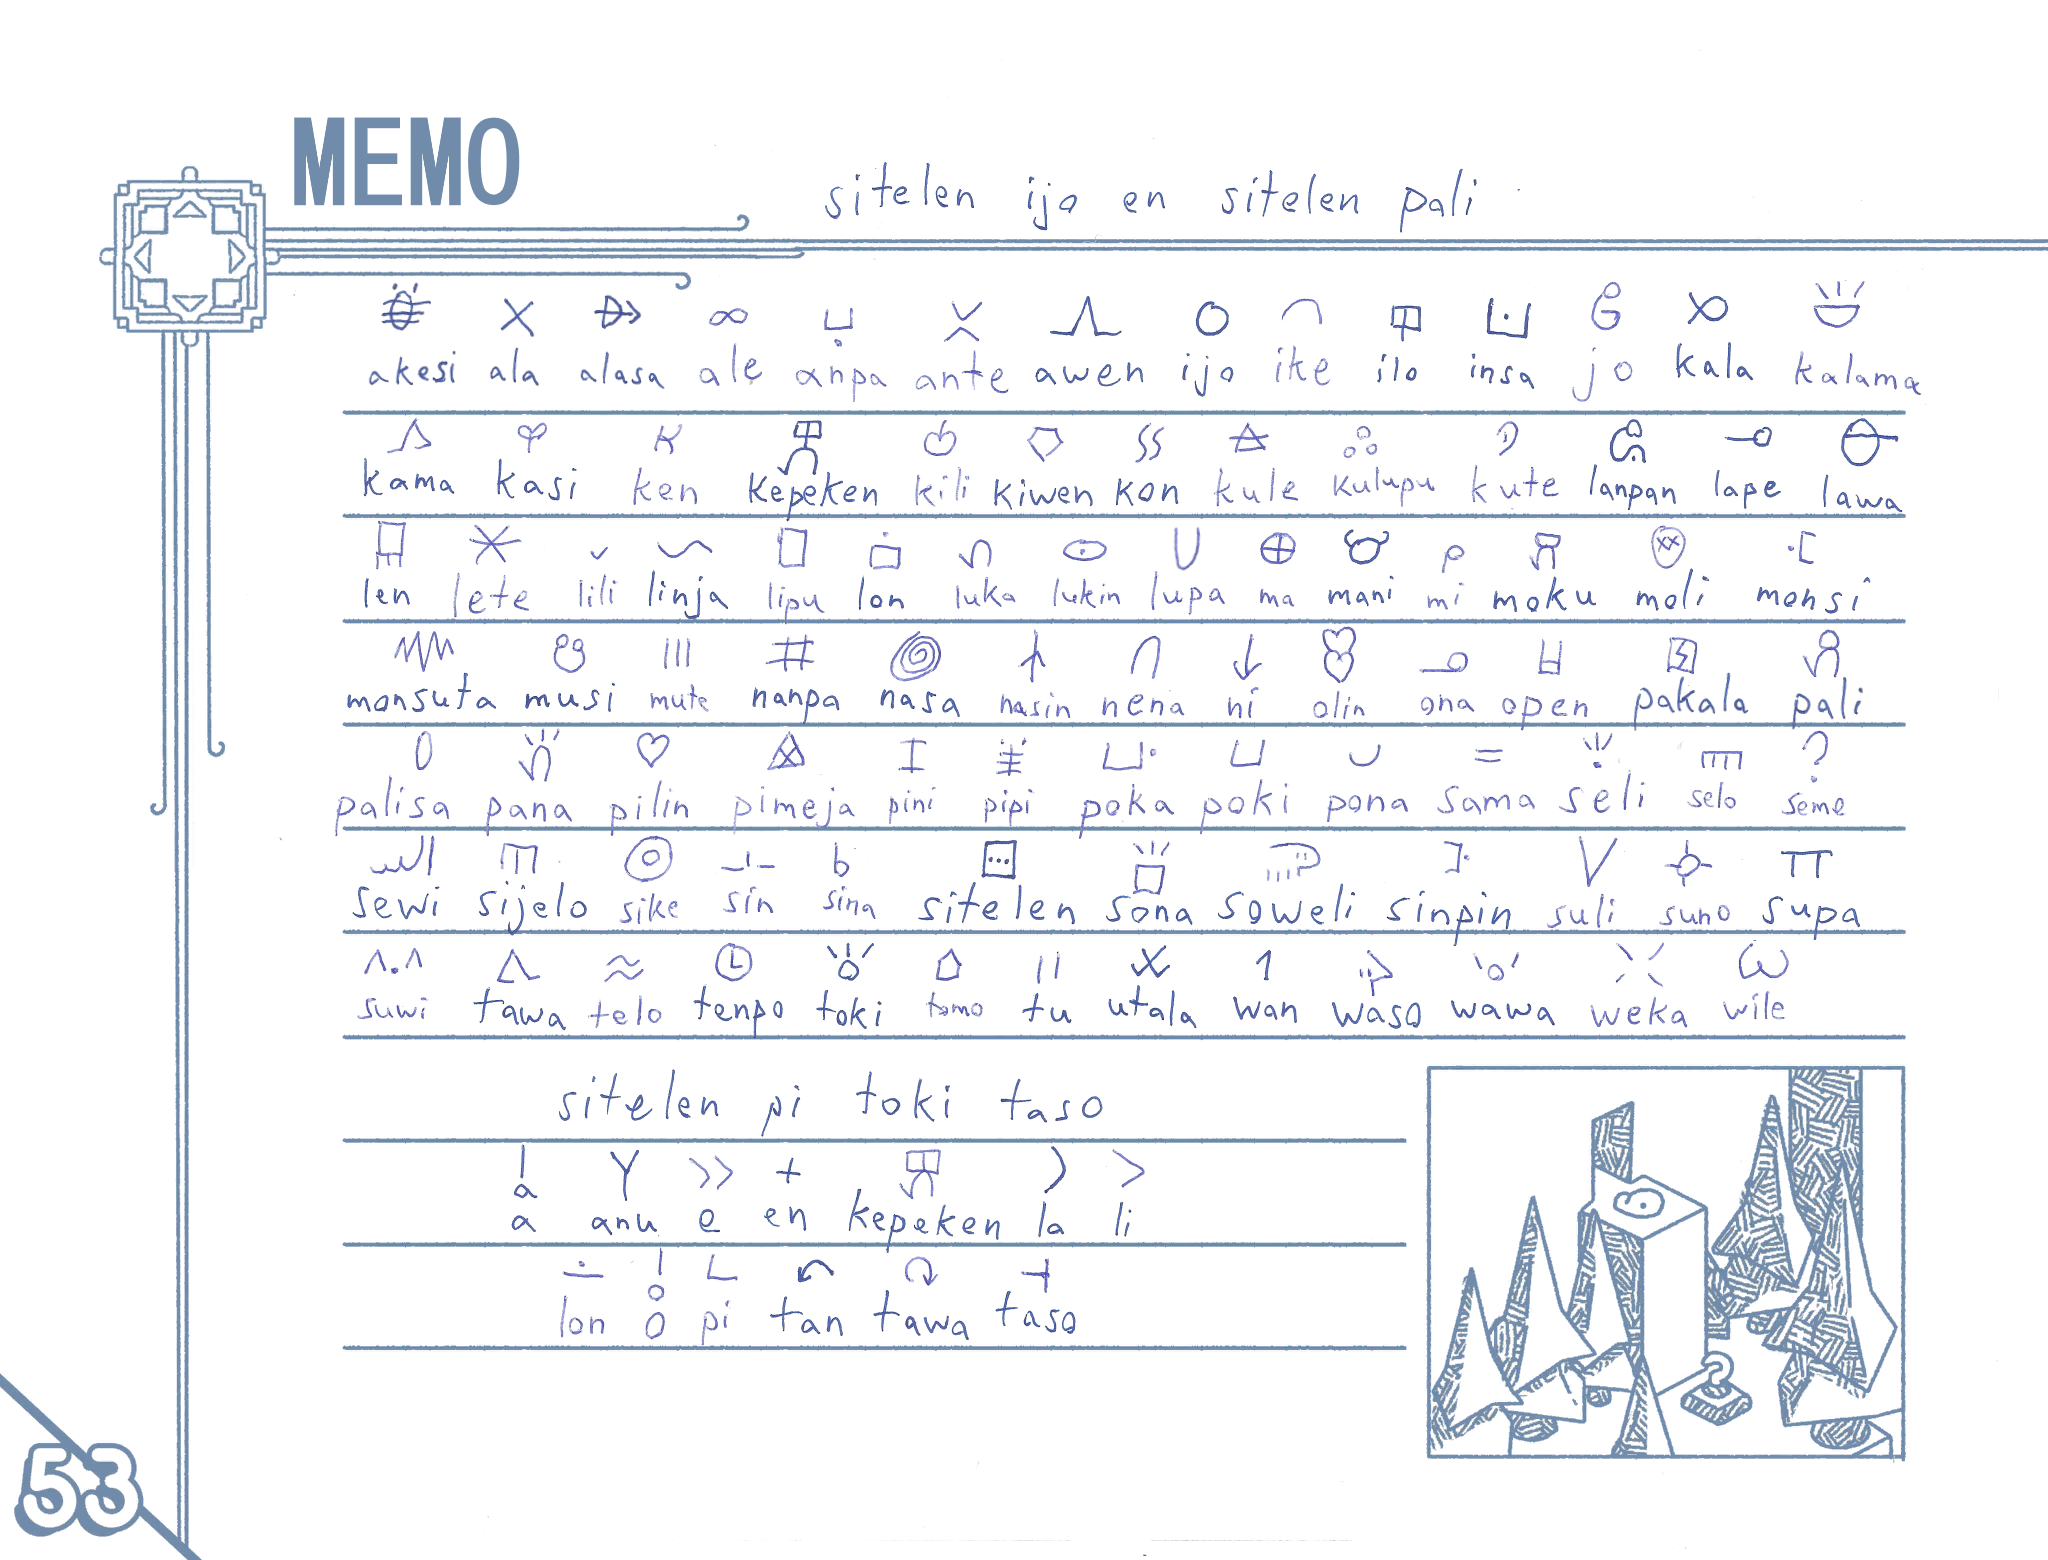 MEMO
sitelen ijo en sitelen pali
akesi ala alasa ale anpa ante awen ijo ike ilo insa jo kala kalama
kama kasi ken kepeken kili kiwen kon kule kulupu kute lanpan lape lawa
len lete lili linja lipu lon luka lukin lupa ma mani mi moku moli monsi
monsuta musi mute nanpa nasa nasin nena ni olin ona open pakala pali
palisa pana pilin pimeja pini pipi poka poki pona sama seli selo seme
sewi sijelo sike sin sina sitelen sona soweli sinpin suli suno supa
suwi tawa telo tenpo toki tomo tu utala wan waso wawa weka wile
sitelen pi toki taso
a anu e en kepeken la li
lon o pi tan tawa taso
53